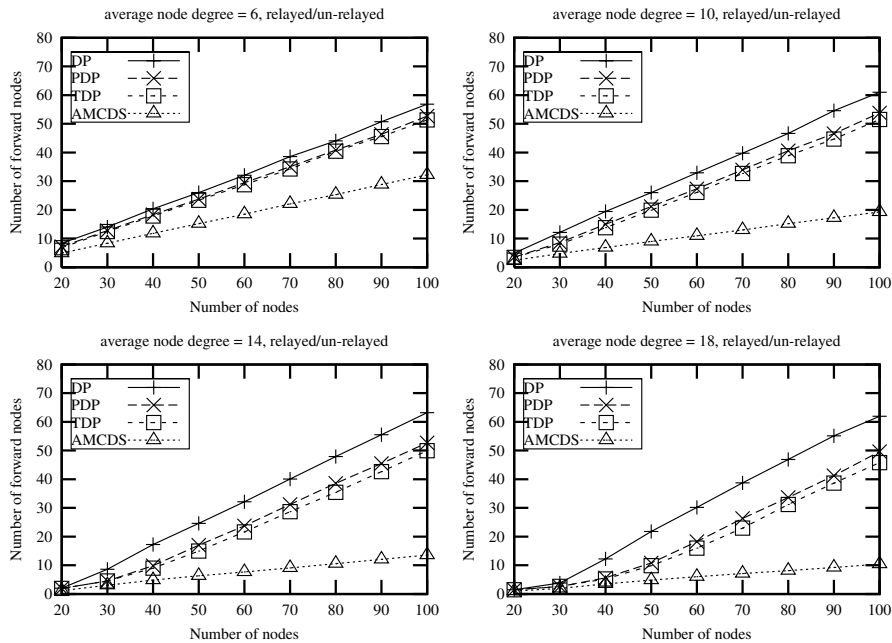 average node degree = 6, relayed/un-relayed
Number of forward nodes
80
70
60
50
40
30
20
10
0
DP
PDP
TDP
AMCDS
20 30 40 50 60 70 80 90 100
Number of nodes
average node degree = 10, relayed/un-relayed
Number of forward nodes
80
70
60
50
40
30
20
10
0
DP
PDP
TDP
AMCDS
20 30 40 50 60 70 80 90 100
Number of nodes
average node degree = 14, relayed/un-relayed
Number of forward nodes
80
70
60
50
40
30
20
10
0
DP
PDP
TDP
AMCDS
20 30 40 50 60 70 80 90 100
Number of nodes
average node degree = 18, relayed/un-relayed
Number of forward nodes
80
70
60
50
40
30
20
10
0
DP
PDP
TDP
AMCDS
20 30 40 50 60 70 80 90 100
Number of nodes